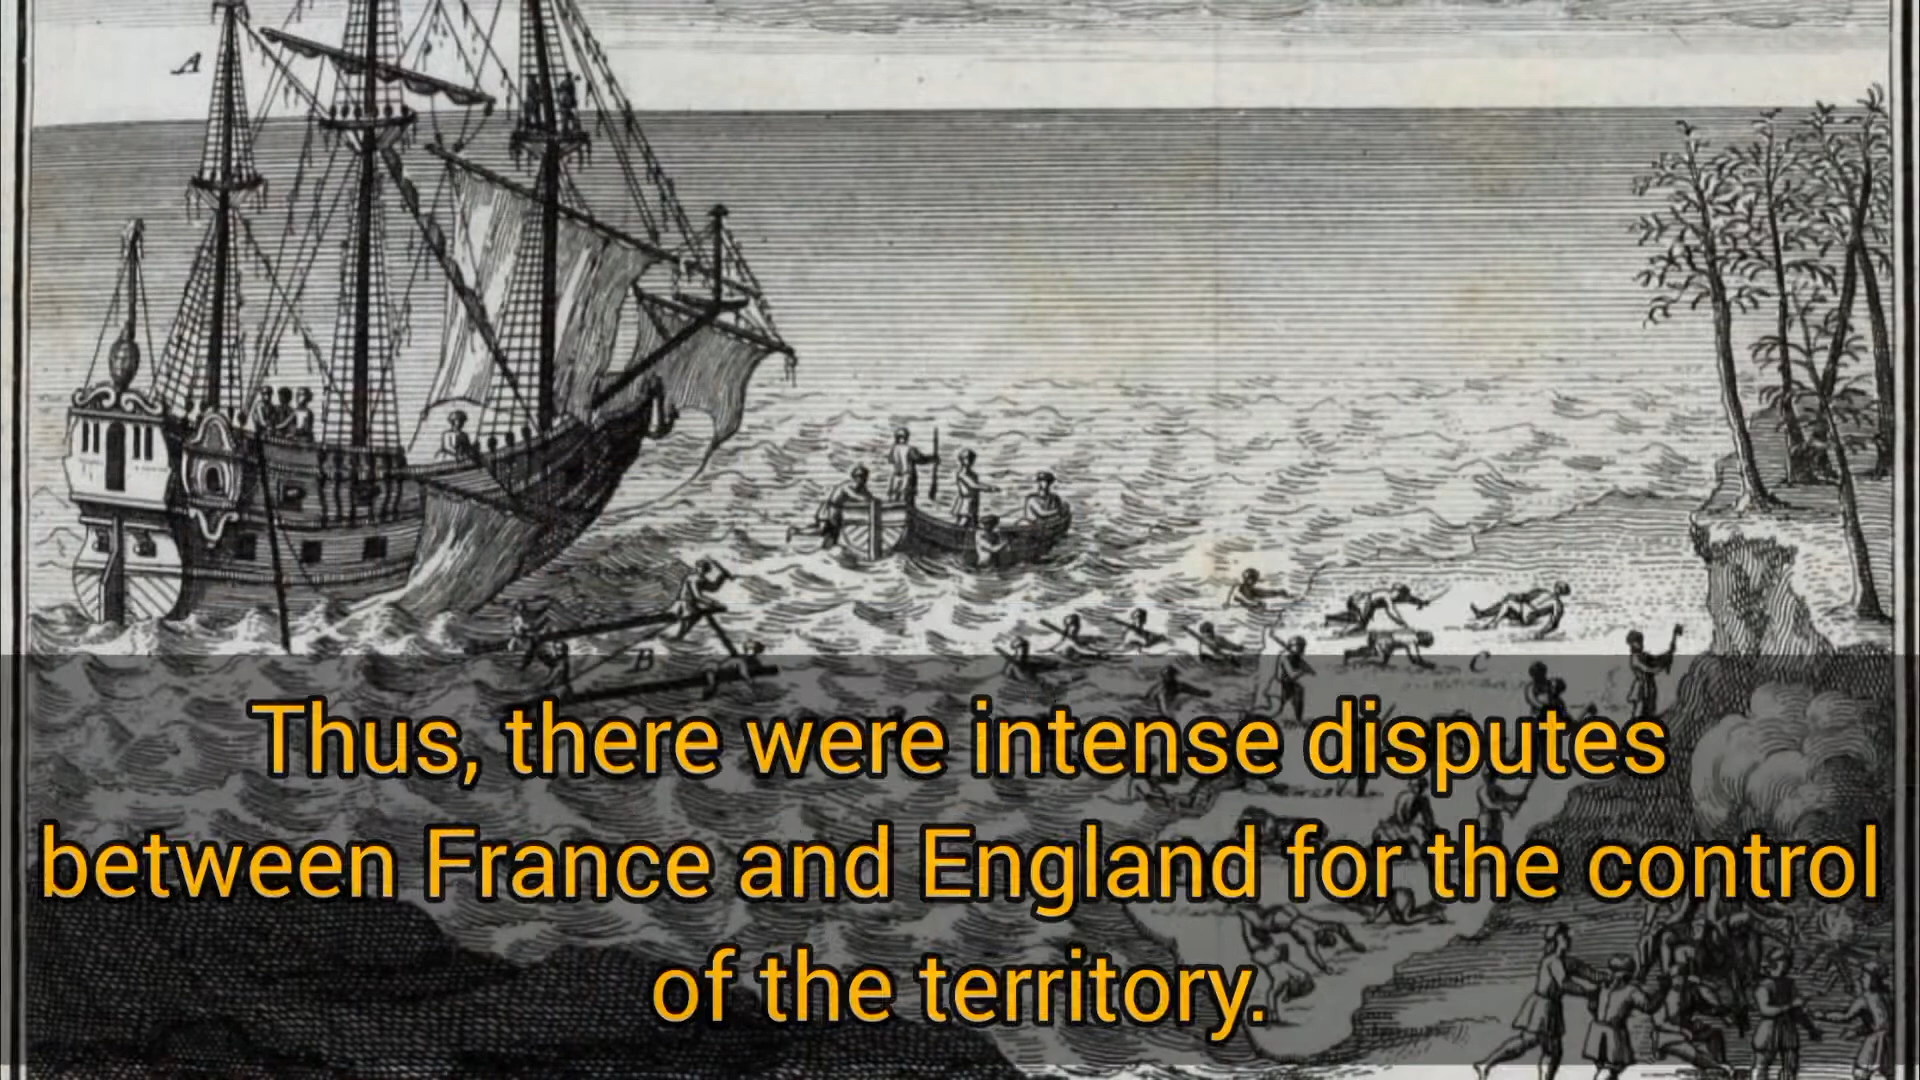 A
B
C
Thus, there were intense disputes
between France and England for the control
of the territory.